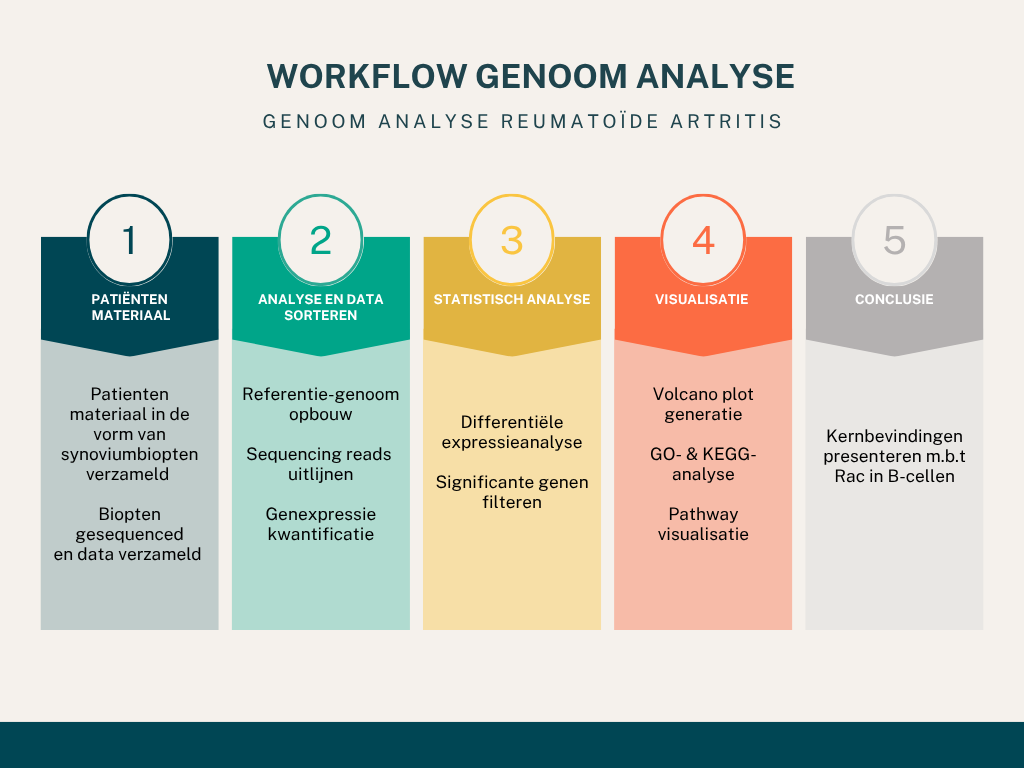 WORKFLOW GENOOM ANALYSE
GENOOM ANALYSE REUMATOÏDE ARTRITIS
1
PATIËNTEN
MATERIAAL
Patienten
materiaal in de
vorm van
synoviumbiopten
verzameld
Biopten
gesequenced
en data verzameld
2
ANALYSE EN DATA
SORTEREN
Referentie-genoom
opbouw
Sequencing reads
uitlijnen
Genexpressie
kwantificatie
3
STATISTISCH ANALYSE
Differentiële
expressieanalyse
Significante genen
filteren
4
VISUALISATIE
Volcano plot
generatie
GO- & KEGG-
analyse
Pathway
visualisatie
5
CONCLUSIE
Kernbevindingen
presenteren m.b.t
Rac in B-cellen